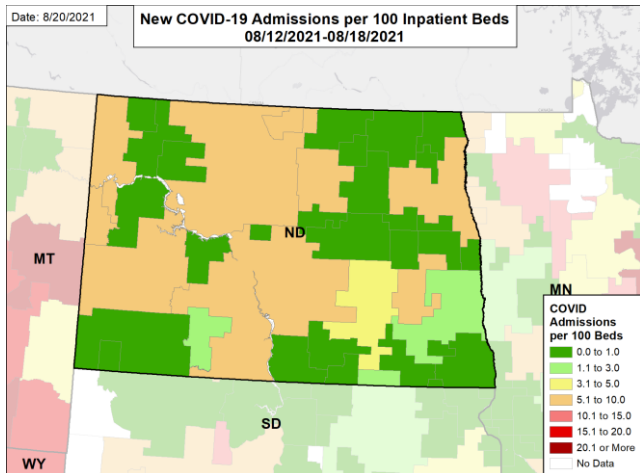 Date: 8/20/2021
New COVID-19 Admissions per 100 Inpatient Beds
08/12/2021-08/18/2021
ND
MT
MN
SD
WY
COVID
Admissions
per 100 Beds
0.0 to 1.0
1.1 to 3.0
3.1 to 5.0
5.1 to 10.0
10.1 to 15.0
15.1 to 20.0
20.1 or More
No Data